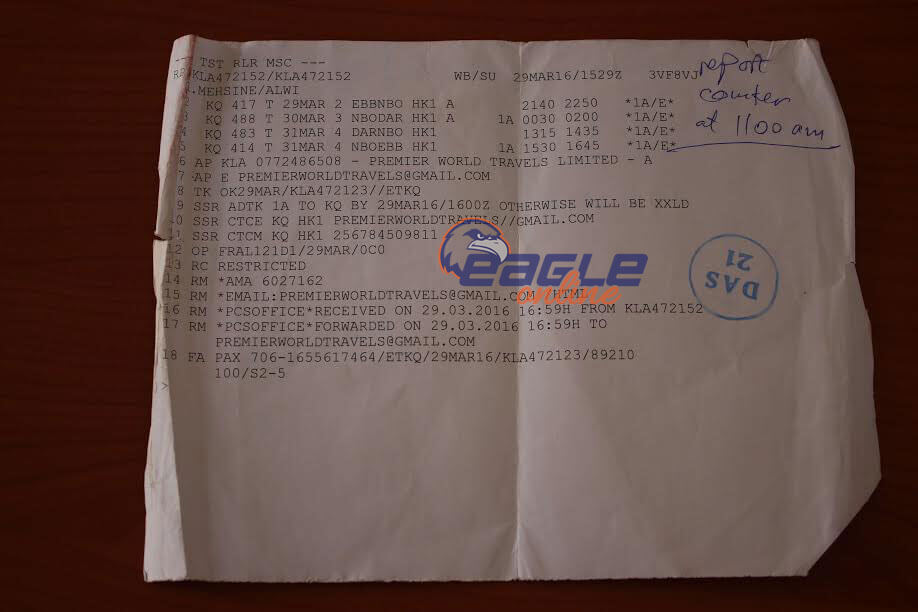 --- TST RLR MSC ---
RP/KLA472152/KLA472152 WB/SU 29MAR16/1529Z 3VF8VJ
.MEHSINE/ALWI
2 KQ 417 T 29MAR 2 EBBNBO HK1 A 2140 2250 *1A/E*
3 KQ 488 T 30MAR 3 NBODAR HK1 A 1A 0030 0200 *1A/E*
4 KQ 483 T 31MAR 4 DARNBO HK1 1315 1435 *1A/E*
5 KQ 414 T 31MAR 4 NBOEBB HK1 1A 1530 1645 *1A/E*
6 AP KLA 0772486508 - PREMIER WORLD TRAVELS LIMITED - A
7 AP E PREMIERWORLDTRAVELS@GMAIL.COM
8 TK OK29MAR/KLA472123//ETKQ
9 SSR ADTK 1A TO KQ BY 29MAR16/1600Z OTHERWISE WILL BE XXLD
10 SSR CTCE KQ HK1 PREMIERWORLDTRAVELS//GMAIL.COM
11 SSR CTCM KQ HK1 256784509811
12 OP FRAL121D1/29MAR/0C0
13 RC RESTRICTED
14 RM *AMA 6027162
15 RM *EMAIL:PREMIERWORLDTRAVELS@GMAIL.COM /HTML
16 RM *PCSOFFICE*RECEIVED ON 29.03.2016 16:59H FROM KLA472152
17 RM *PCSOFFICE*FORWARDED ON 29.03.2016 16:59H TO
PREMIERWORLDTRAVELS@GMAIL.COM
18 FA PAX 706-1655617464/ETKQ/29MAR16/KLA472123/89210
100/S2-5
>
report
counter
at 1100 am
EAGLE
online
DAS
21